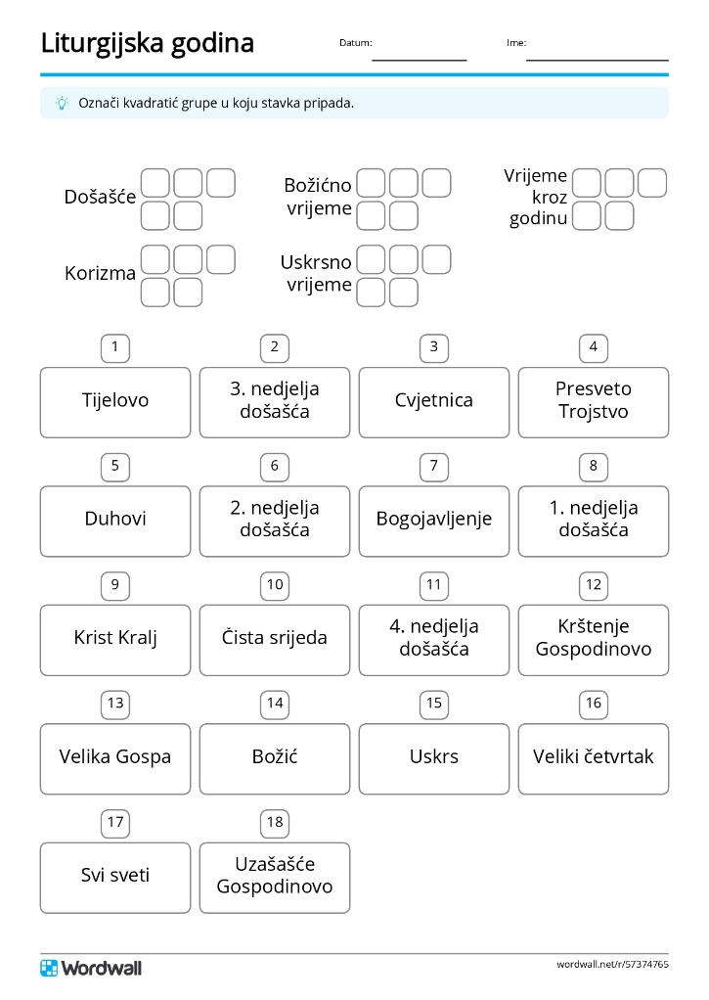 Liturgijska godina
Datum:
Ime:
Označi kvadratić grupe u koju stavka pripada.
Došašće
Božićno
vrijeme
Vrijeme
kroz
godinu
Korizma
Uskrsno
vrijeme
1
2
3
4
Tijelovo
3. nedjelja
došašća
Cvjetnica
Presveto
Trojstvo
5
6
7
8
Duhovi
2. nedjelja
došašća
Bogojavljenje
1. nedjelja
došašća
9
10
11
12
Krist Kralj
Čista srijeda
4. nedjelja
došašća
Krštenje
Gospodinovo
13
14
15
16
Velika Gospa
Božić
Uskrs
Veliki četvrtak
17
18
Svi sveti
Uzašašće
Gospodinovo
Wordwall
wordwall.net/r/57374765